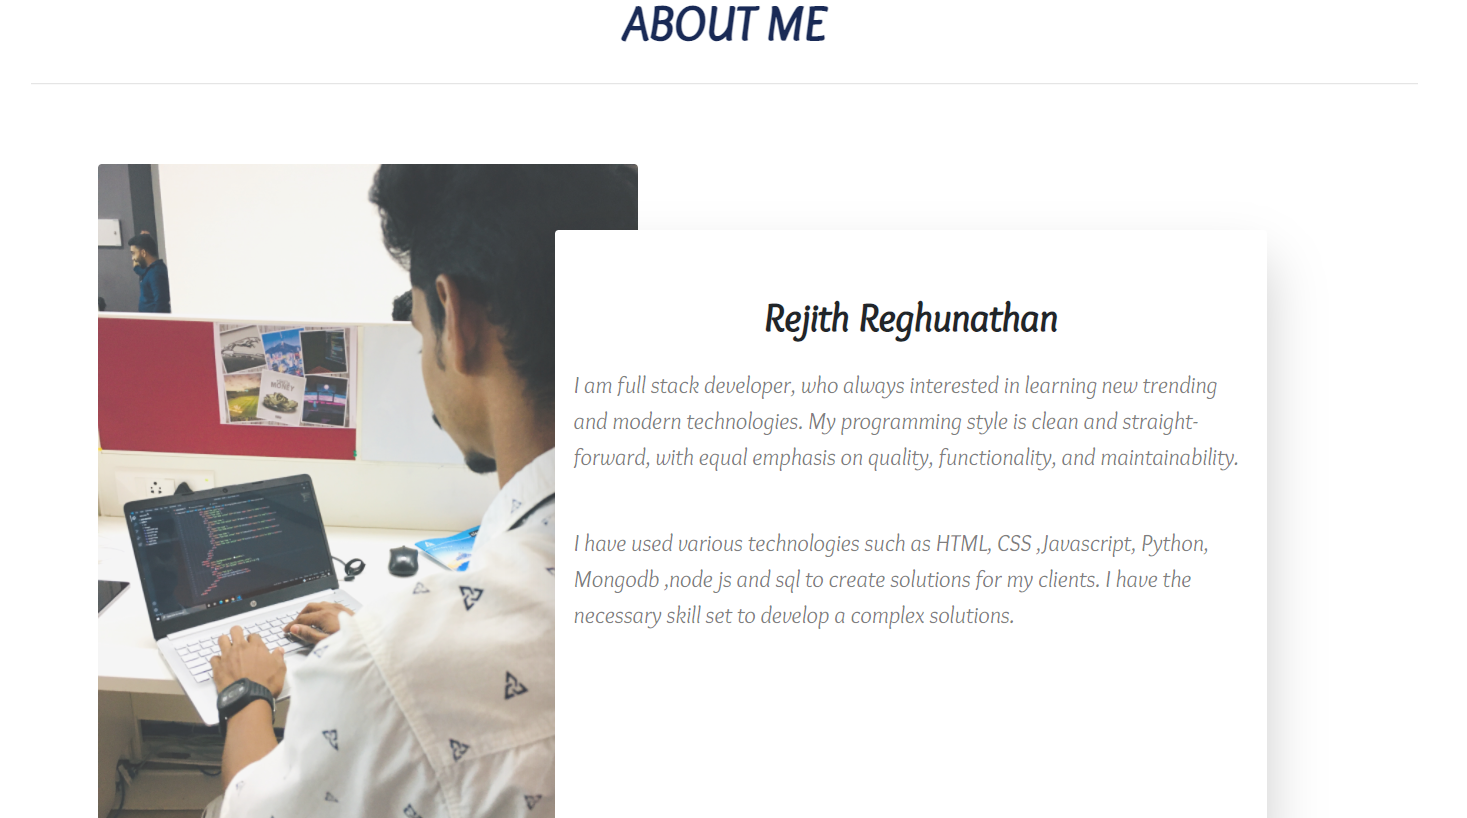 ABOUT ME
Rejith Reghunathan
I am full stack developer, who always interested in learning new trending
and modern technologies. My programming style is clean and straight-
forward, with equal emphasis on quality, functionality, and maintainability.
I have used various technologies such as HTML, CSS ,Javascript, Python,
Mongodb ,node js and sql to create solutions for my clients. I have the
necessary skill set to develop a complex solutions.
MONEY